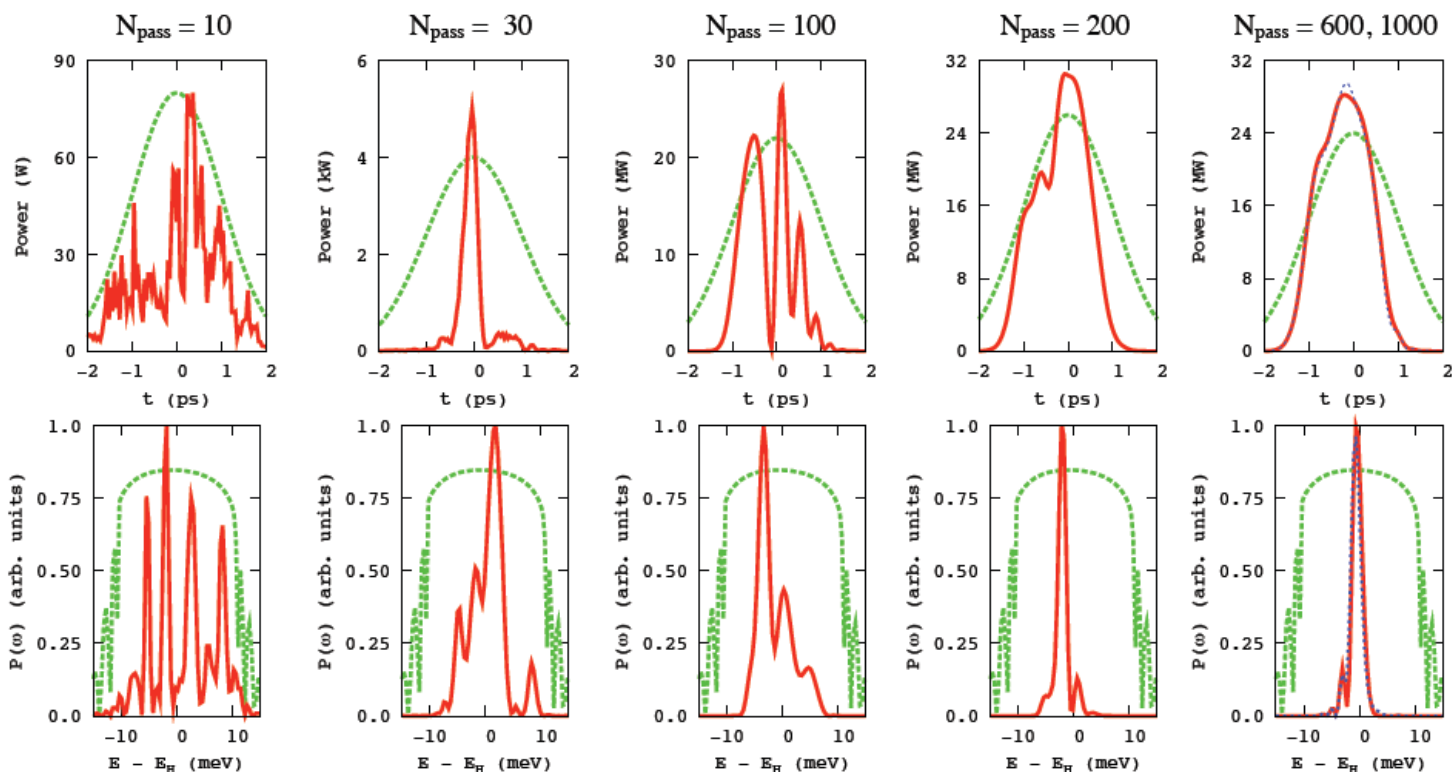 N_pass = 10
N_pass = 30
N_pass = 100
N_pass = 200
N_pass = 600, 1000
90
60
30
0
Power (W)
-2 -1 0 1 2
t (ps)
6
4
2
0
Power (kW)
-2 -1 0 1 2
t (ps)
30
20
10
0
Power (MW)
-2 -1 0 1 2
t (ps)
32
24
16
8
0
Power (MW)
-2 -1 0 1 2
t (ps)
32
24
16
8
0
Power (MW)
-2 -1 0 1 2
t (ps)
1.0
0.75
0.50
0.25
0.0
P(ω) (arb. units)
-10 0 10
E - E_H (meV)
1.0
0.75
0.50
0.25
0.0
P(ω) (arb. units)
-10 0 10
E - E_H (meV)
1.0
0.75
0.50
0.25
0.0
P(ω) (arb. units)
-10 0 10
E - E_H (meV)
1.0
0.75
0.50
0.25
0.0
P(ω) (arb. units)
-10 0 10
E - E_H (meV)
1.0
0.75
0.50
0.25
0.0
P(ω) (arb. units)
-10 0 10
E - E_H (meV)